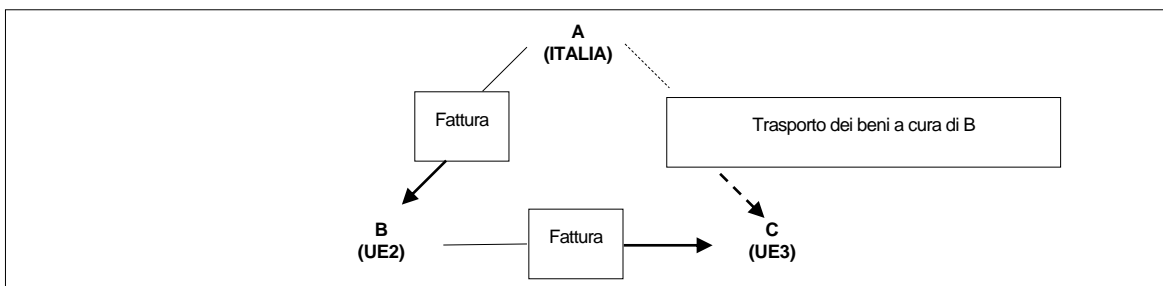 A
(ITALIA)
Fattura
Trasporto dei beni a cura di B
B
(UE2)
Fattura
C
(UE3)